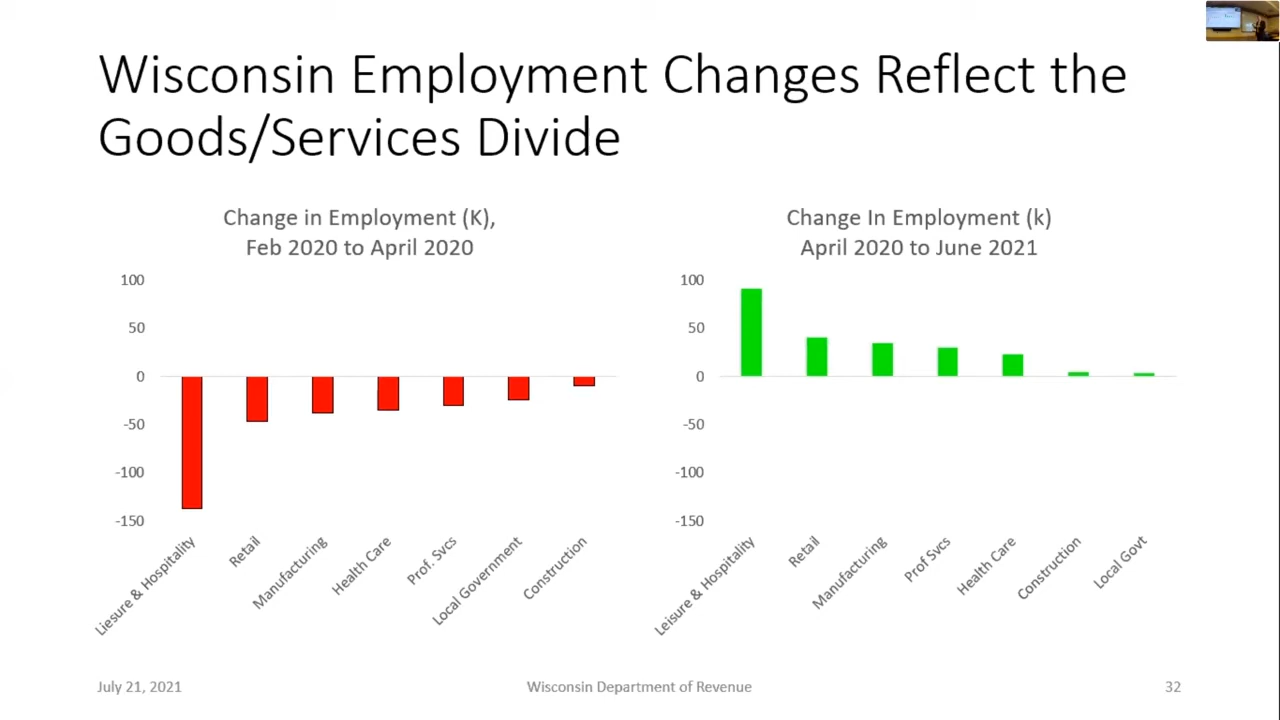 Wisconsin Employment Changes Reflect the
Goods/Services Divide
Change in Employment (K),
Feb 2020 to April 2020
100
50
0
-50
-100
-150
Liesure & Hospitality
Retail
Manufacturing
Health Care
Prof. Svcs
Local Government
Construction
Change In Employment (k)
April 2020 to June 2021
100
50
0
-50
-100
-150
Leisure & Hospitality
Retail
Manufacturing
Prof Svcs
Health Care
Construction
Local Govt
July 21, 2021
Wisconsin Department of Revenue
32